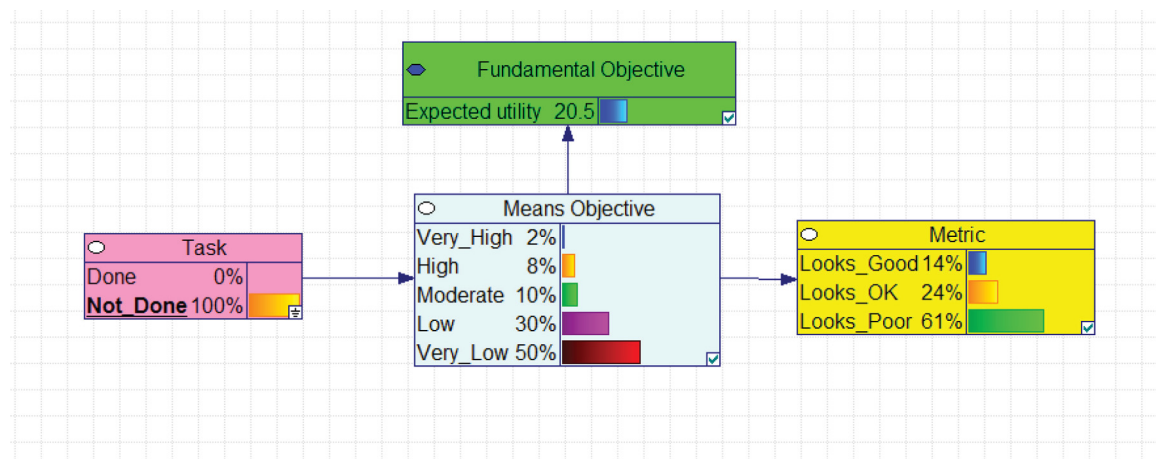 Fundamental Objective
Expected utility 20.5
Means Objective
Very_High 2%
High 8%
Moderate 10%
Low 30%
Very_Low 50%
Task
Done 0%
Not_Done 100%
Metric
Looks_Good 14%
Looks_OK 24%
Looks_Poor 61%